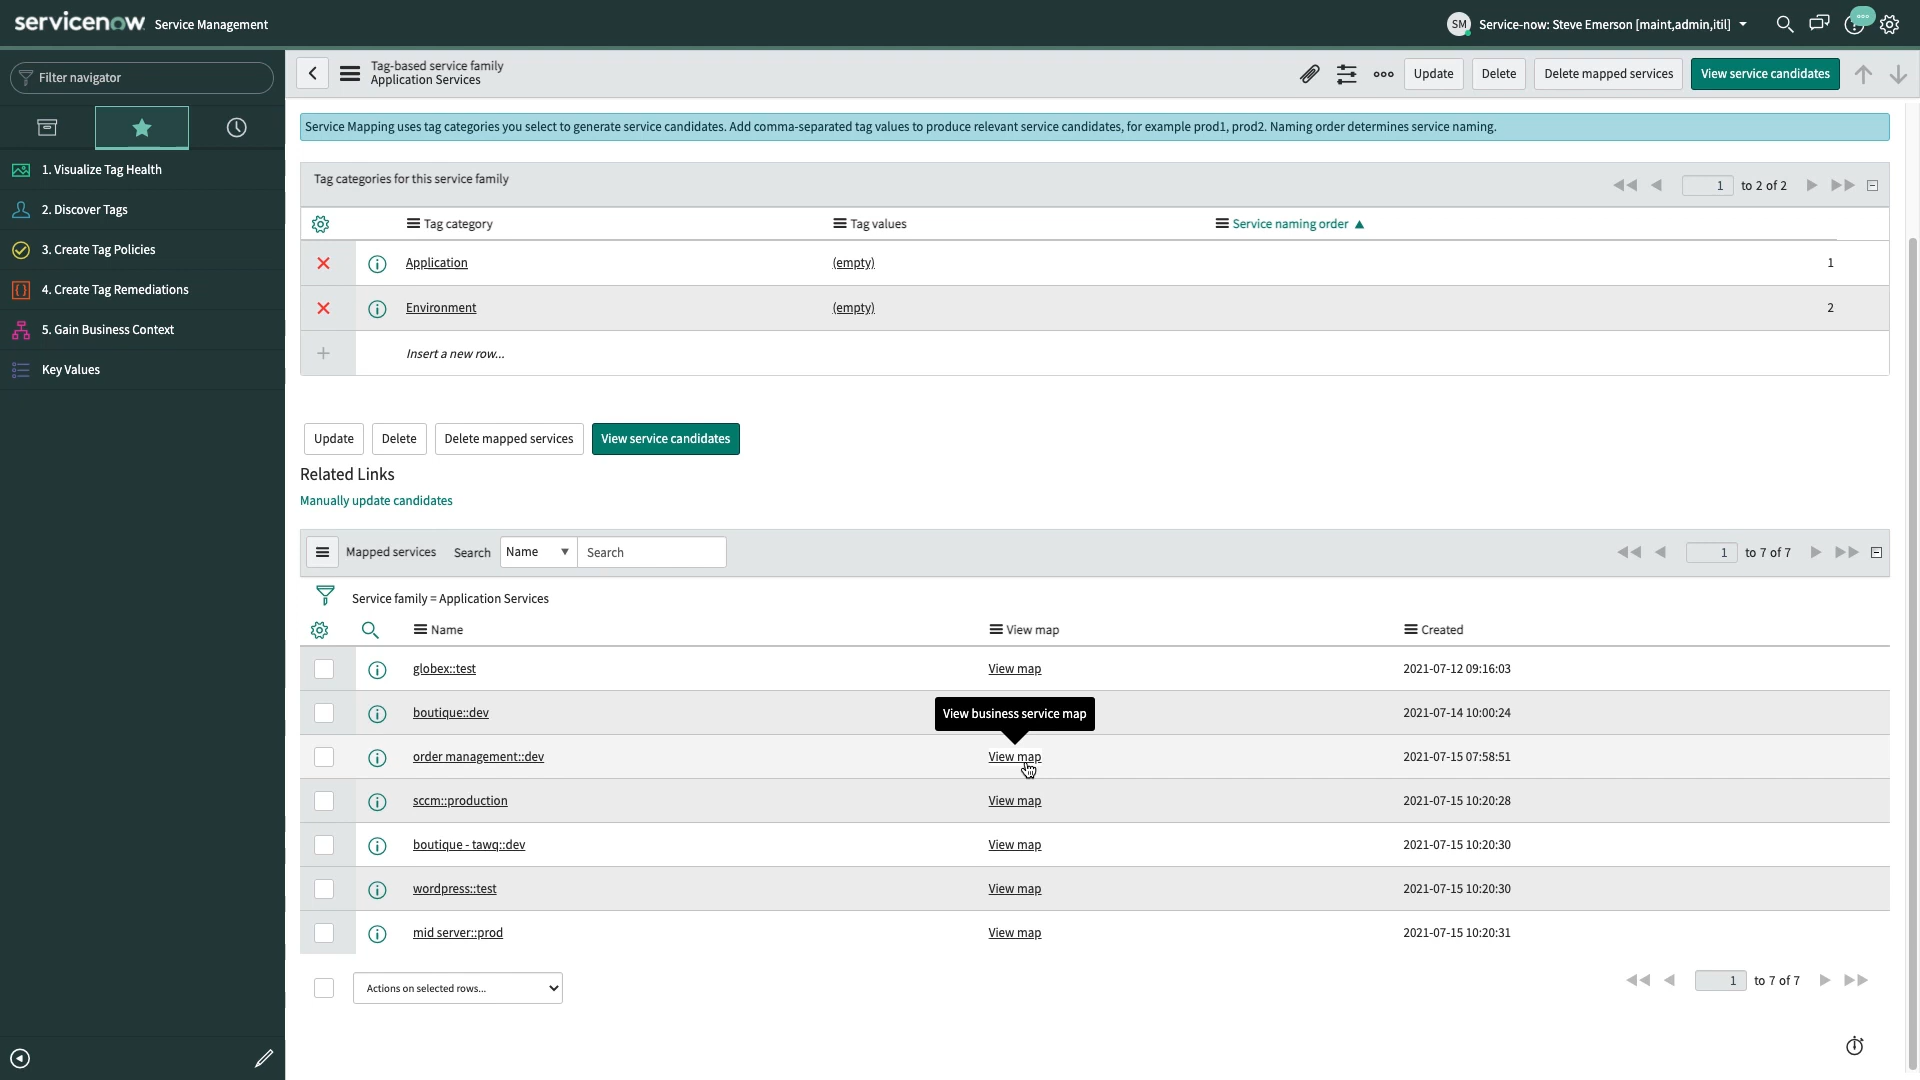 servicenow Service Management
SM Service-now: Steve Emerson [maint,admin,itil]
Filter navigator
1. Visualize Tag Health
2. Discover Tags
3. Create Tag Policies
4. Create Tag Remediations
5. Gain Business Context
Key Values
Tag-based service family
Application Services
Update Delete Delete mapped services View service candidates
Service Mapping uses tag categories you select to generate service candidates. Add comma-separated tag values to produce relevant service candidates, for example prod1, prod2. Naming order determines service naming.
Tag categories for this service family 1 to 2 of 2
Tag category Tag values Service naming order ▲
Application (empty) 1
Environment (empty) 2
Insert a new row...
Update Delete Delete mapped services View service candidates
Related Links
Manually update candidates
Mapped services Search Name Search 1 to 7 of 7
Service family = Application Services
Name View map Created
globex::test View map 2021-07-12 09:16:03
boutique::dev View business service map 2021-07-14 10:00:24
order management::dev View map 2021-07-15 07:58:51
sccm::production View map 2021-07-15 10:20:28
boutique - tawq::dev View map 2021-07-15 10:20:30
wordpress::test View map 2021-07-15 10:20:30
mid server::prod View map 2021-07-15 10:20:31
Actions on selected rows... 1 to 7 of 7